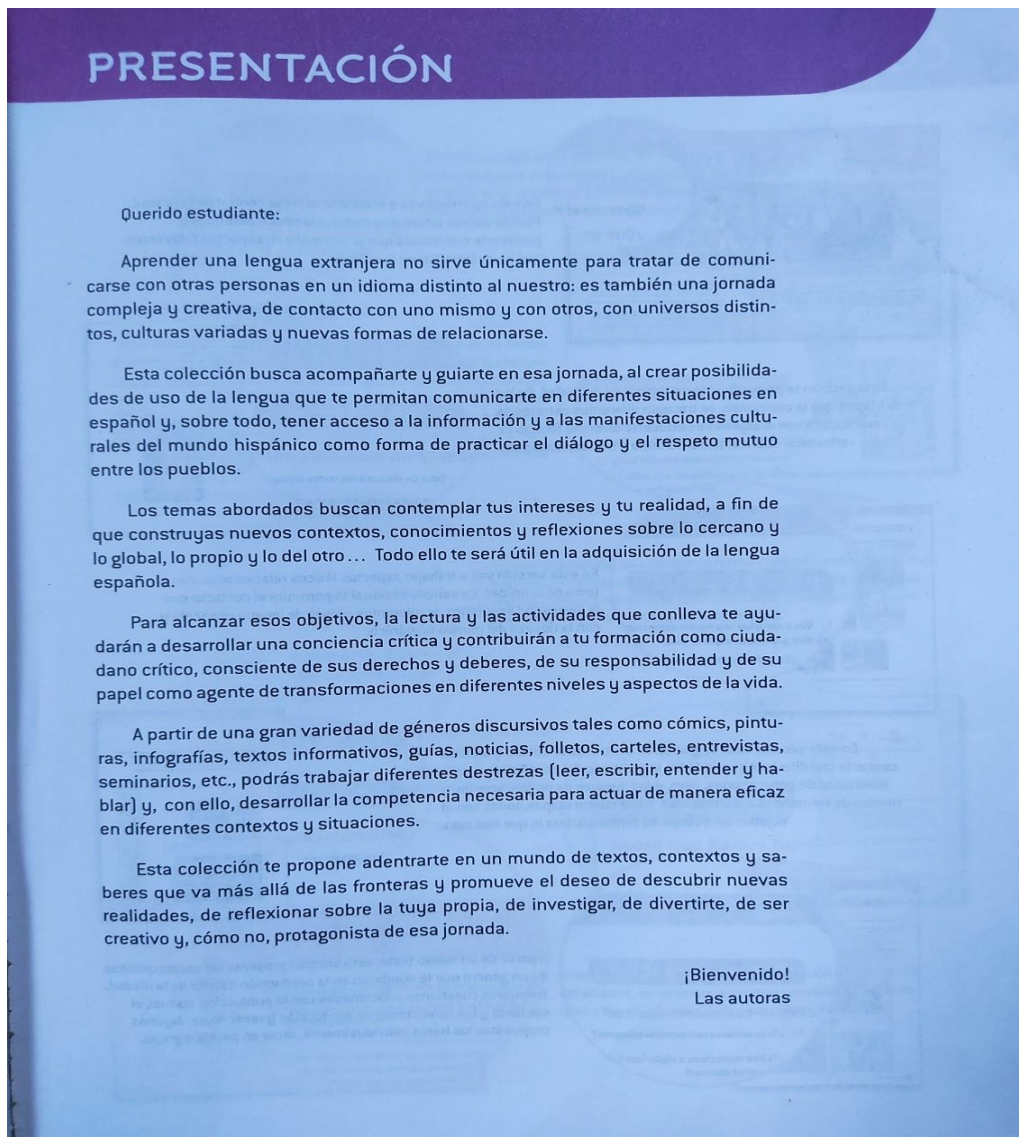 PRESENTACIÓN
Querido estudiante:
Aprender una lengua extranjera no sirve únicamente para tratar de comuni-
carse con otras personas en un idioma distinto al nuestro: es también una jornada
compleja y creativa, de contacto con uno mismo y con otros, con universos distin-
tos, culturas variadas y nuevas formas de relacionarse.
Esta colección busca acompañarte y guiarte en esa jornada, al crear posibilida-
des de uso de la lengua que te permitan comunicarte en diferentes situaciones en
español y, sobre todo, tener acceso a la información y a las manifestaciones cultu-
rales del mundo hispánico como forma de practicar el diálogo y el respeto mutuo
entre los pueblos.
Los temas abordados buscan contemplar tus intereses y tu realidad, a fin de
que construyas nuevos contextos, conocimientos y reflexiones sobre lo cercano y
lo global, lo propio y lo del otro... Todo ello te será útil en la adquisición de la lengua
española.
Para alcanzar esos objetivos, la lectura y las actividades que conlleva te ayu-
darán a desarrollar una conciencia crítica y contribuirán a tu formación como ciuda-
dano crítico, consciente de sus derechos y deberes, de su responsabilidad y de su
papel como agente de transformaciones en diferentes niveles y aspectos de la vida.
A partir de una gran variedad de géneros discursivos tales como cómics, pintu-
ras, infografías, textos informativos, guías, noticias, folletos, carteles, entrevistas,
seminarios, etc., podrás trabajar diferentes destrezas (leer, escribir, entender y ha-
blar) y, con ello, desarrollar la competencia necesaria para actuar de manera eficaz
en diferentes contextos y situaciones.
Esta colección te propone adentrarte en un mundo de textos, contextos y sa-
beres que va más allá de las fronteras y promueve el deseo de descubrir nuevas
realidades, de reflexionar sobre la tuya propia, de investigar, de divertirte, de ser
creativo y, cómo no, protagonista de esa jornada.
¡Bienvenido!
Las autoras